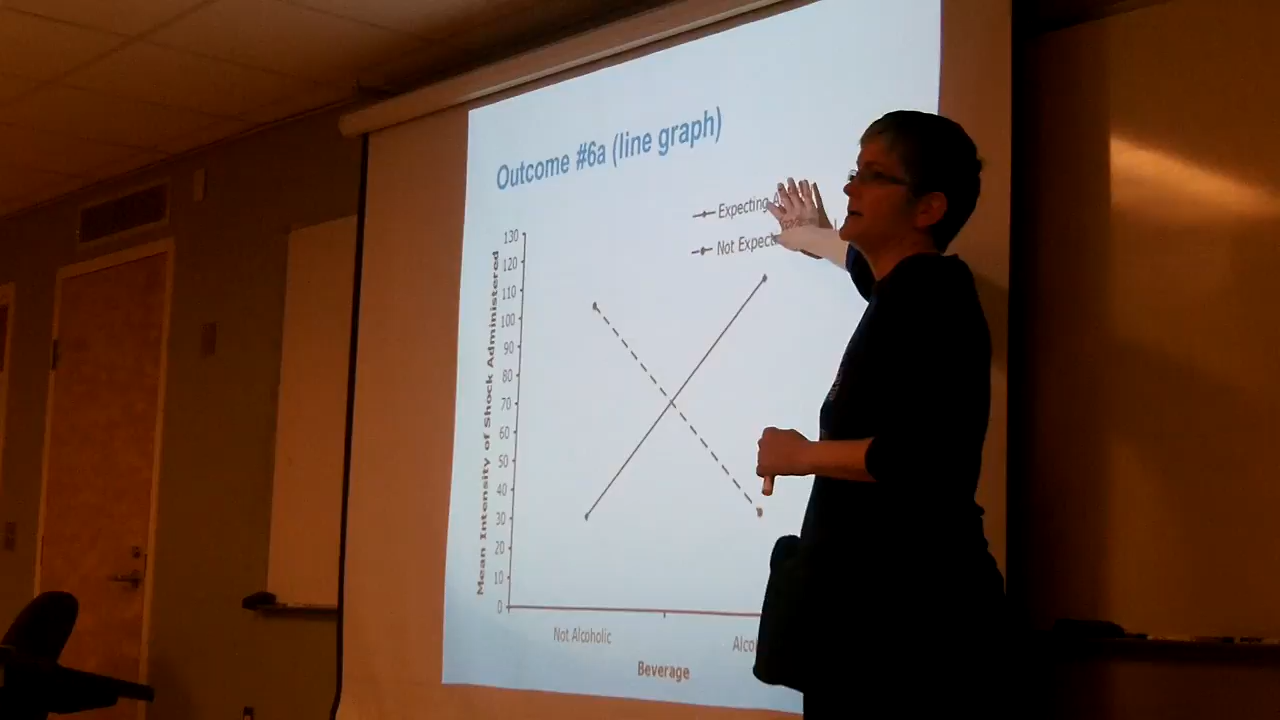 Outcome #6a (line graph)
Expecting
Not
130
120
110
100
90
80
70
60
50
40
30
20
10
0
Mean Intensity of Shock Administered
Not Alcoholic
Beverage